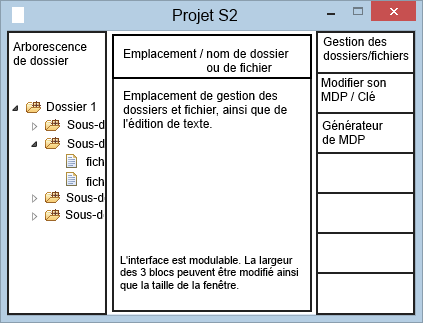 Projet S2
Arborescence
de dossier
Dossier 1
Sous-d
Sous-d
fich
fich
Sous-do
Sous-do
Emplacement / nom de dossier
ou de fichier
Emplacement de gestion des
dossiers et fichier, ainsi que de
l'édition de texte.
L'interface est modulable. La largeur
des 3 blocs peuvent être modifié ainsi
que la taille de la fenêtre.
Gestion des
dossiers/fichiers
Modifier son
MDP / Clé
Générateur
de MDP